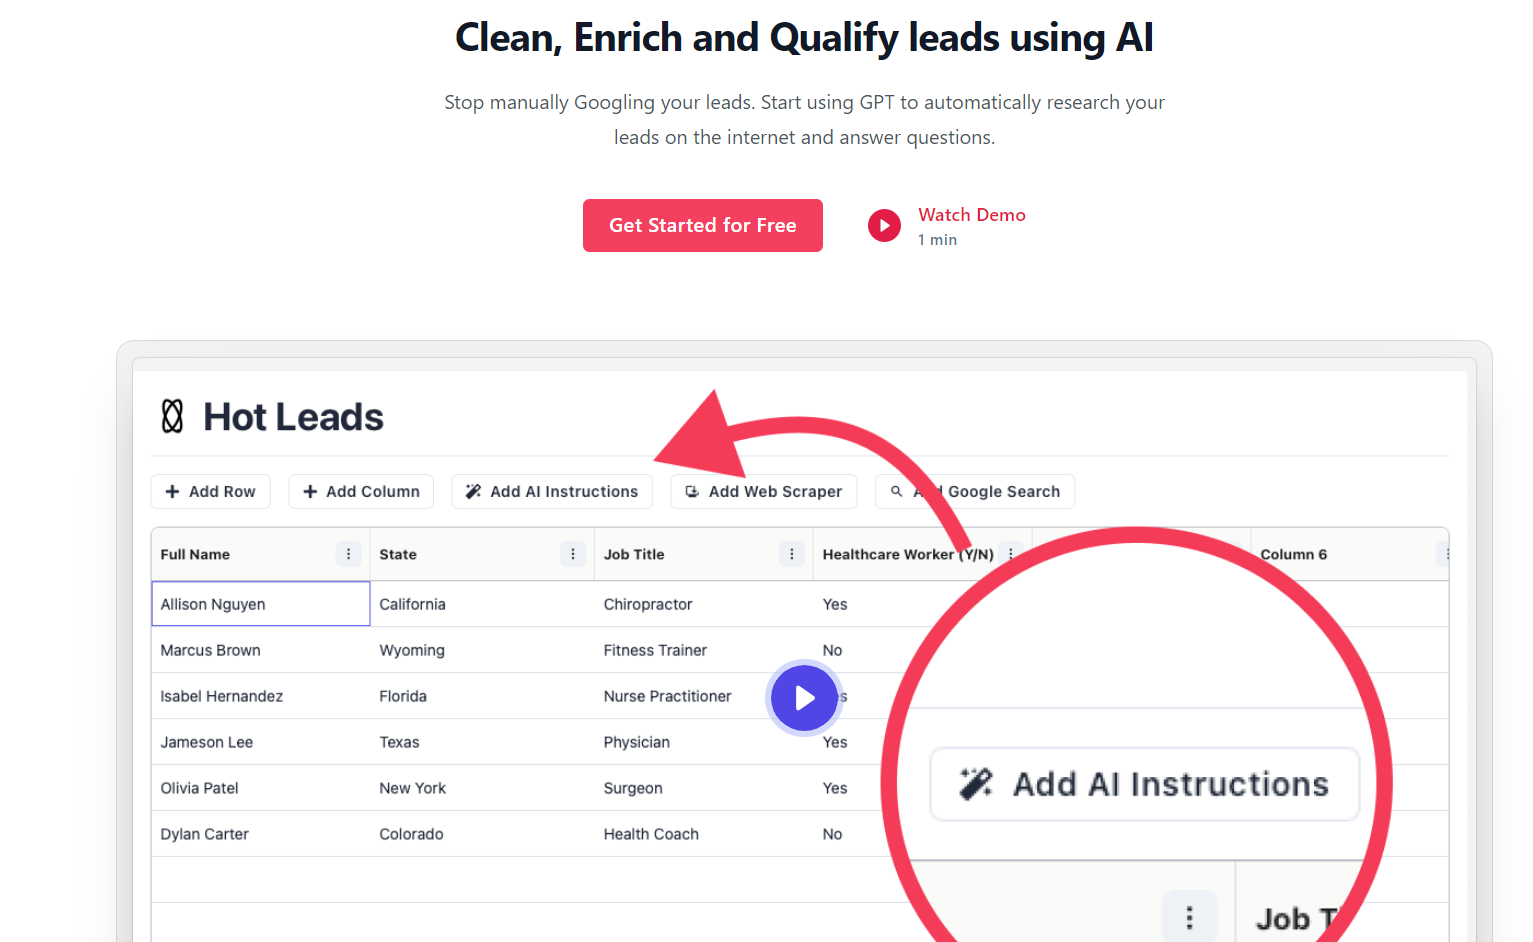 Clean, Enrich and Qualify leads using AI
Stop manually Googling your leads. Start using GPT to automatically research your
leads on the internet and answer questions.
Get Started for Free
Watch Demo
1 min
Hot Leads
Add Row Add Column Add AI Instructions Add Web Scraper Google Search
Full Name State Job Title Healthcare Worker (Y/N) Column 6
Allison Nguyen California Chiropractor Yes
Marcus Brown Wyoming Fitness Trainer No
Isabel Hernandez Florida Nurse Practitioner
Jameson Lee Texas Physician Yes
Olivia Patel New York Surgeon Yes
Dylan Carter Colorado Health Coach No
Add AI Instructions
Job